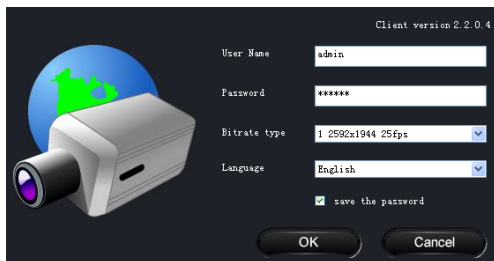 Client version 2.2.0.4
User Name admin
Password ******
Bitrate type 1 2592x1944 25fps
Language English
save the password
OK Cancel